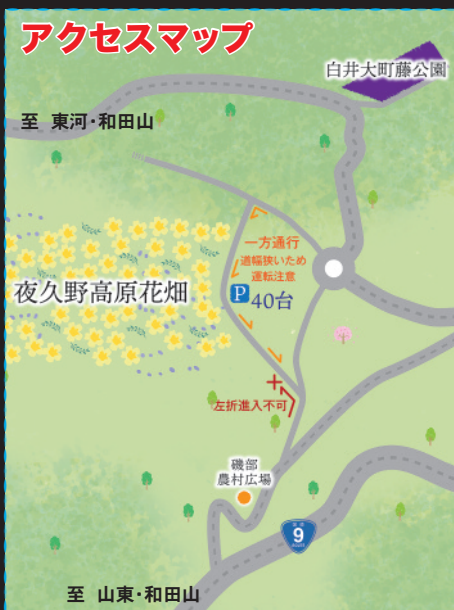 アクセスマップ
白井大町藤公園
至 東河・和田山
一方通行
道幅狭いため
運転注意
P 40台
夜久野高原花畑
左折進入不可
磯部
農村広場
9
至 山東・和田山